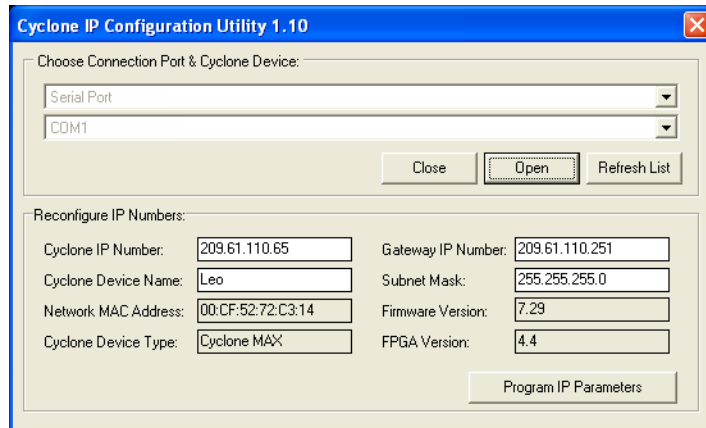 Cyclone IP Configuration Utility 1.10
Choose Connection Port & Cyclone Device:
Serial Port
COM1
Close Open Refresh List
Reconfigure IP Numbers:
Cyclone IP Number: 209.61.110.65 Gateway IP Number: 209.61.110.251
Cyclone Device Name: Leo Subnet Mask: 255.255.255.0
Network MAC Address: 00:CF:52:72:C3:14 Firmware Version: 7.29
Cyclone Device Type: Cyclone MAX FPGA Version: 4.4
Program IP Parameters